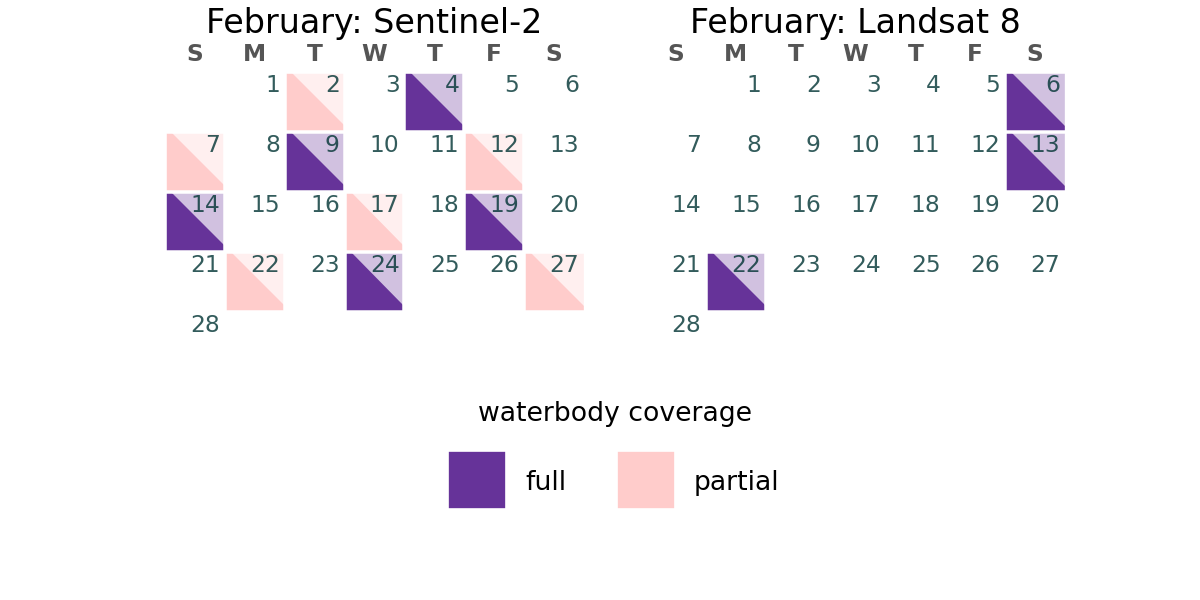 February: Sentinel-2
S M T W T F S
1 2 3 4 5 6
7 8 9 10 11 12 13
14 15 16 17 18 19 20
21 22 23 24 25 26 27
28
February: Landsat 8
S M T W T F S
1 2 3 4 5 6
7 8 9 10 11 12 13
14 15 16 17 18 19 20
21 22 23 24 25 26 27
28
waterbody coverage
full partial